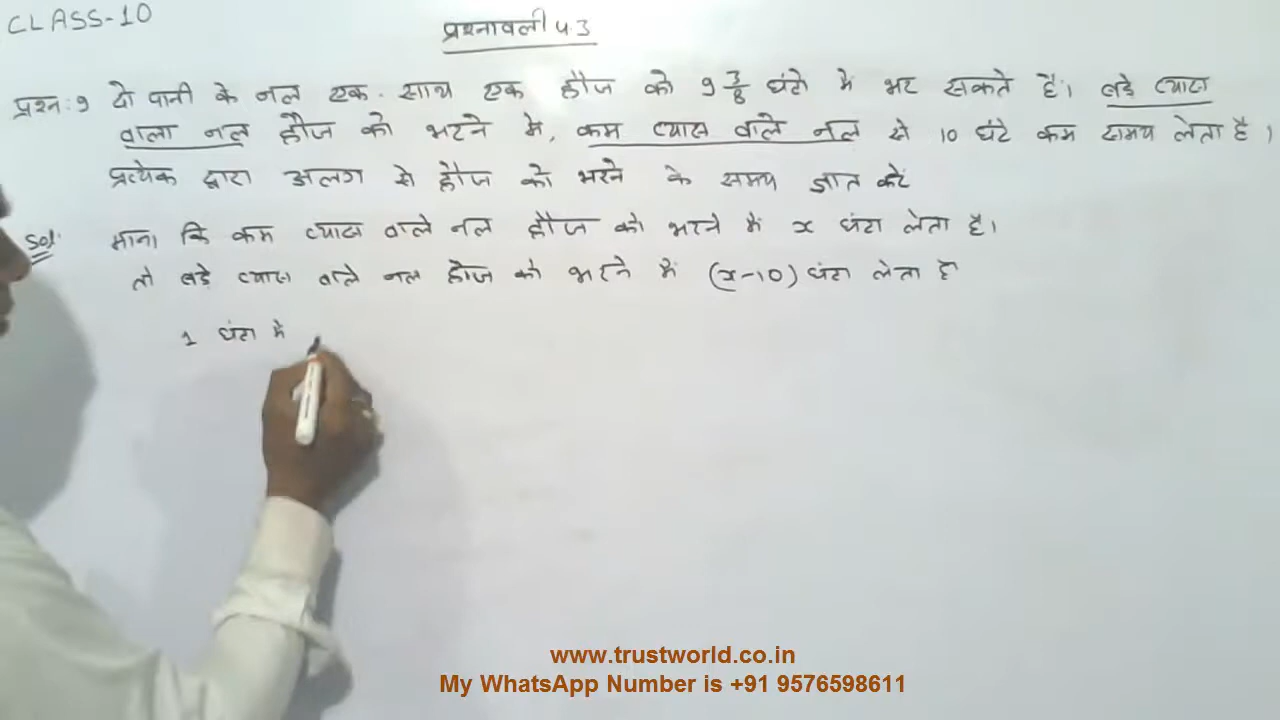 CLASS-10
प्रश्नावली 4.3
प्रश्न:9 दो पानी के नल एक साथ एक हौज को 9 3/8 घंटो में भर सकते हैं। बड़े व्यास
वाला नल हौज को भरने में, कम व्यास वाले नल से 10 घंटे कम समय लेता है।
प्रत्येक द्वारा अलग से हौज को भरने के समय ज्ञात करें
Sol: माना कि कम व्यास वाले नल हौज को भरने में x घंटा लेता है।
तो बड़े व्यास वाले नल हौज को भरने में (x-10) घंटा लेता है
1 घंटा में
www.trustworld.co.in
My WhatsApp Number is +91 9576598611